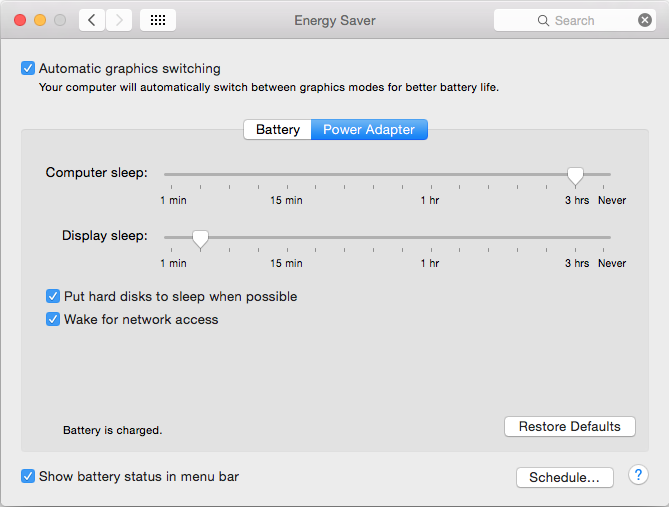 Energy Saver
Search
Automatic graphics switching
Your computer will automatically switch between graphics modes for better battery life.
Battery Power Adapter
Computer sleep:
1 min 15 min 1 hr 3 hrs Never
Display sleep:
1 min 15 min 1 hr 3 hrs Never
Put hard disks to sleep when possible
Wake for network access
Battery is charged.
Restore Defaults
Show battery status in menu bar
Schedule...
?